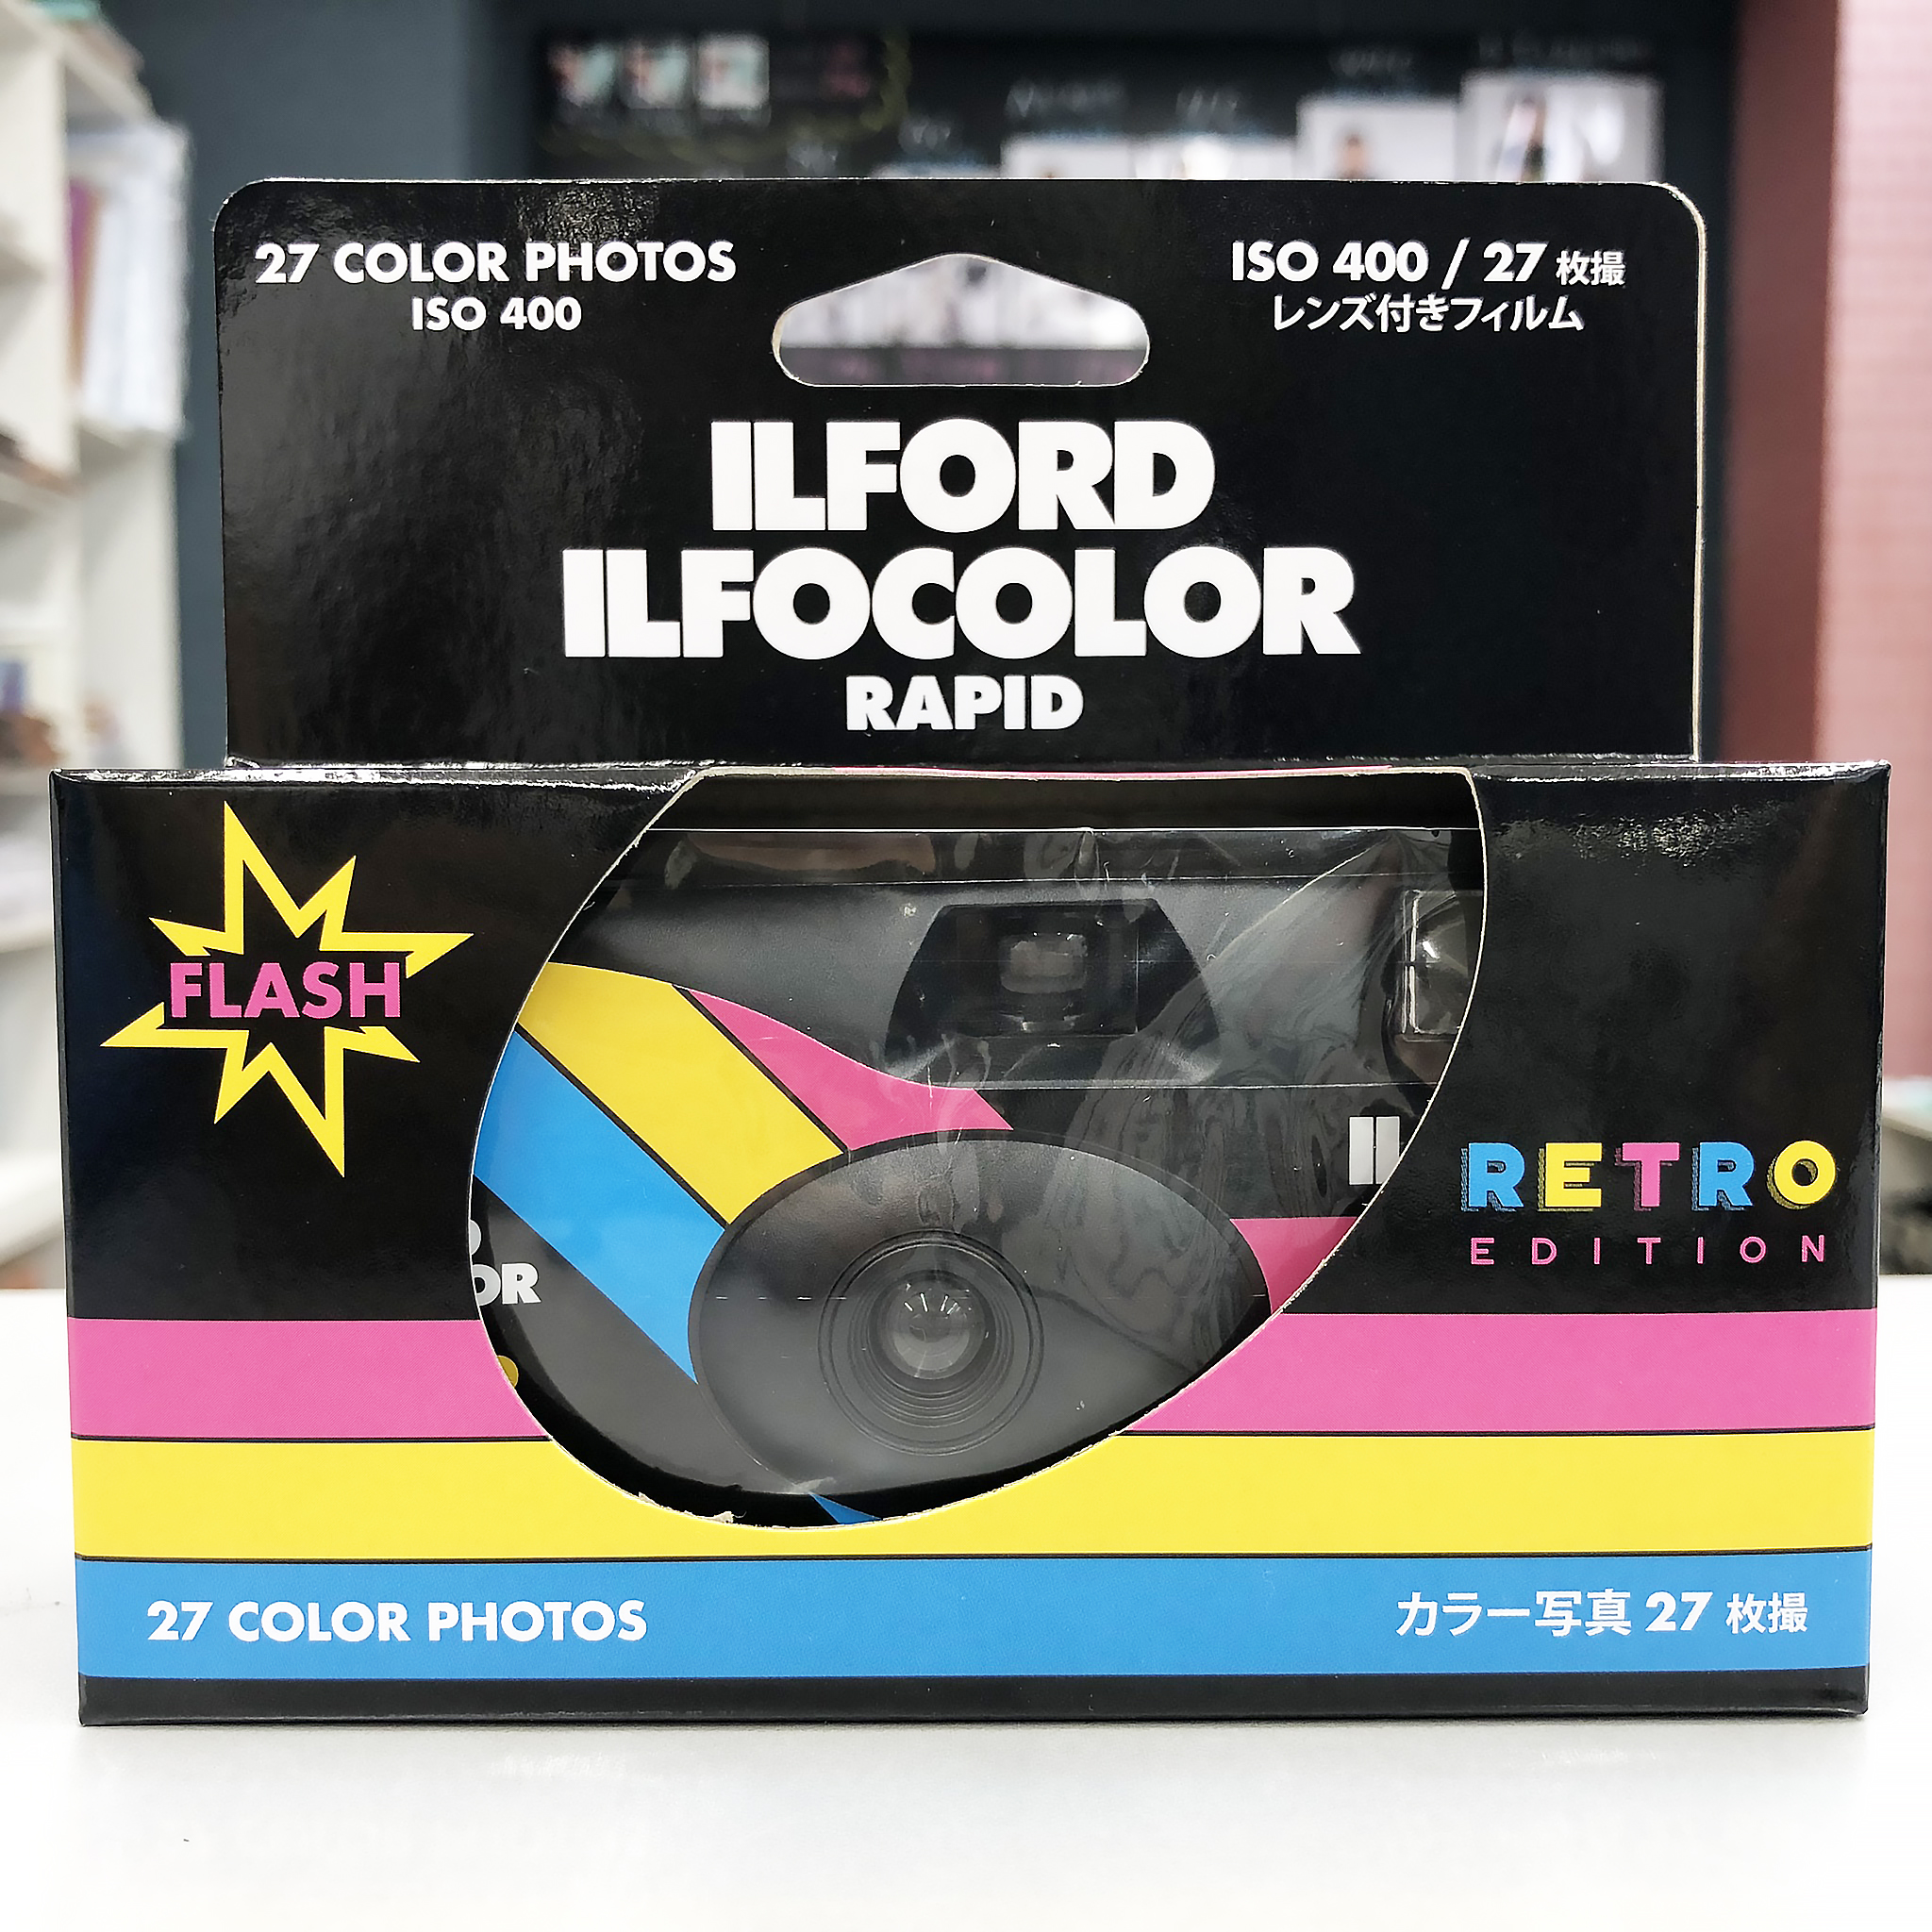 27 COLOR PHOTOS
ISO 400
ISO 400 / 27 枚撮
レンズ付きフィルム
ILFORD
ILFOCOLOR
RAPID
FLASH
RETRO
EDITION
27 COLOR PHOTOS
カラー写真 27 枚撮